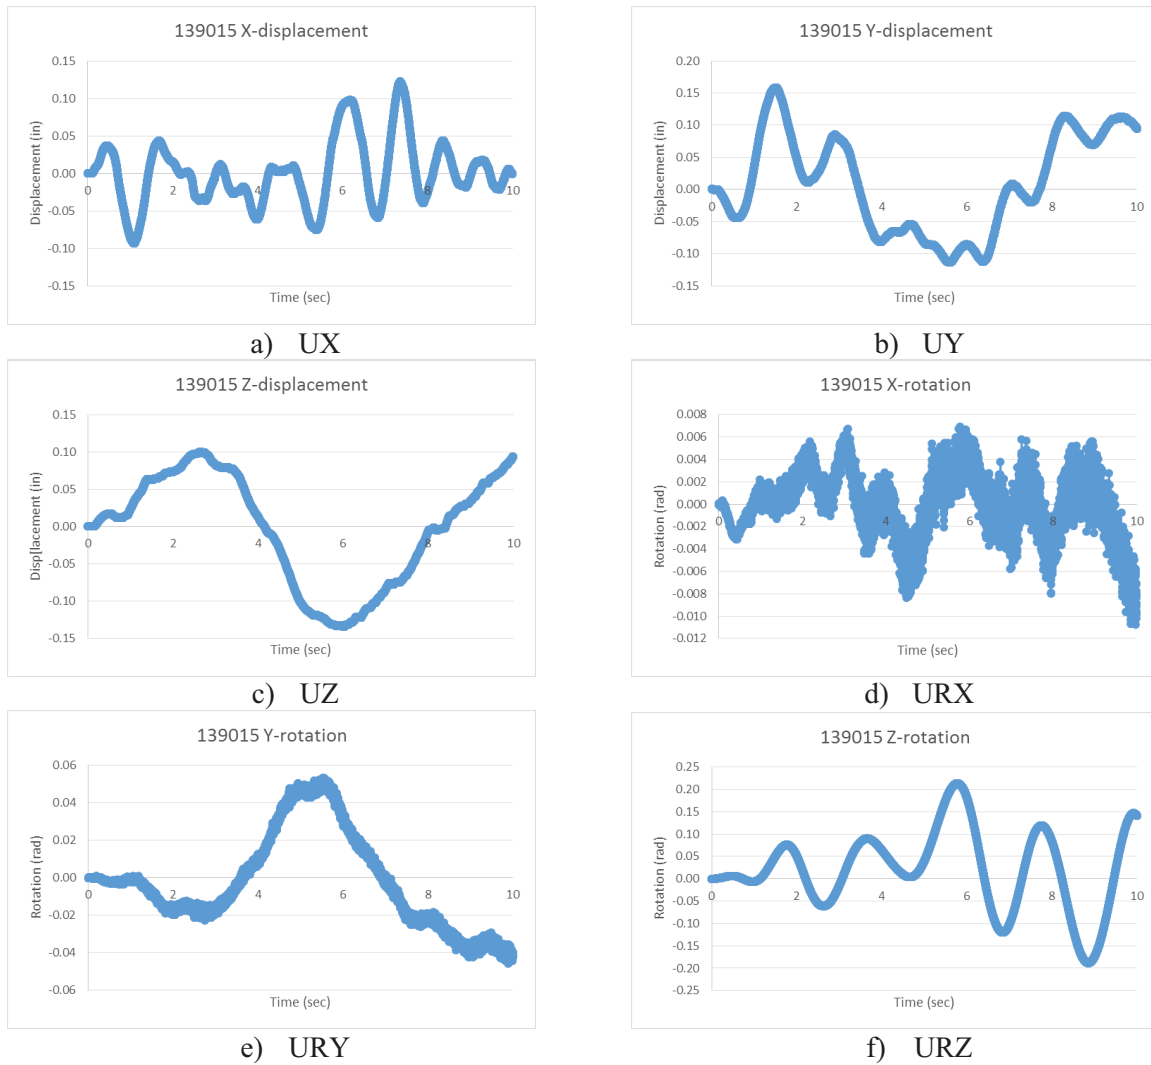 139015 X-displacement
0.15
0.10
0.05
0.00
-0.05
-0.10
-0.15
0 2 4 6 8 10
Displacement (in)
Time (sec)
a) UX
139015 Y-displacement
0.20
0.15
0.10
0.05
0.00
-0.05
-0.10
-0.15
0 2 4 6 8 10
Displacement (in)
Time (sec)
b) UY
139015 Z-displacement
0.15
0.10
0.05
0.00
-0.05
-0.10
-0.15
0 2 4 6 8 10
Displacement (in)
Time (sec)
c) UZ
139015 X-rotation
0.008
0.006
0.004
0.002
0.000
-0.002
-0.004
-0.006
-0.008
-0.010
-0.012
0 2 4 6 8 10
Rotation (rad)
Time (sec)
d) URX
139015 Y-rotation
0.06
0.04
0.02
0.00
-0.02
-0.04
-0.06
0 2 4 6 8 10
Rotation (rad)
Time (sec)
e) URY
139015 Z-rotation
0.25
0.20
0.15
0.10
0.05
0.00
-0.05
-0.10
-0.15
-0.20
-0.25
0 2 4 6 8 10
Rotation (rad)
Time (sec)
f) URZ